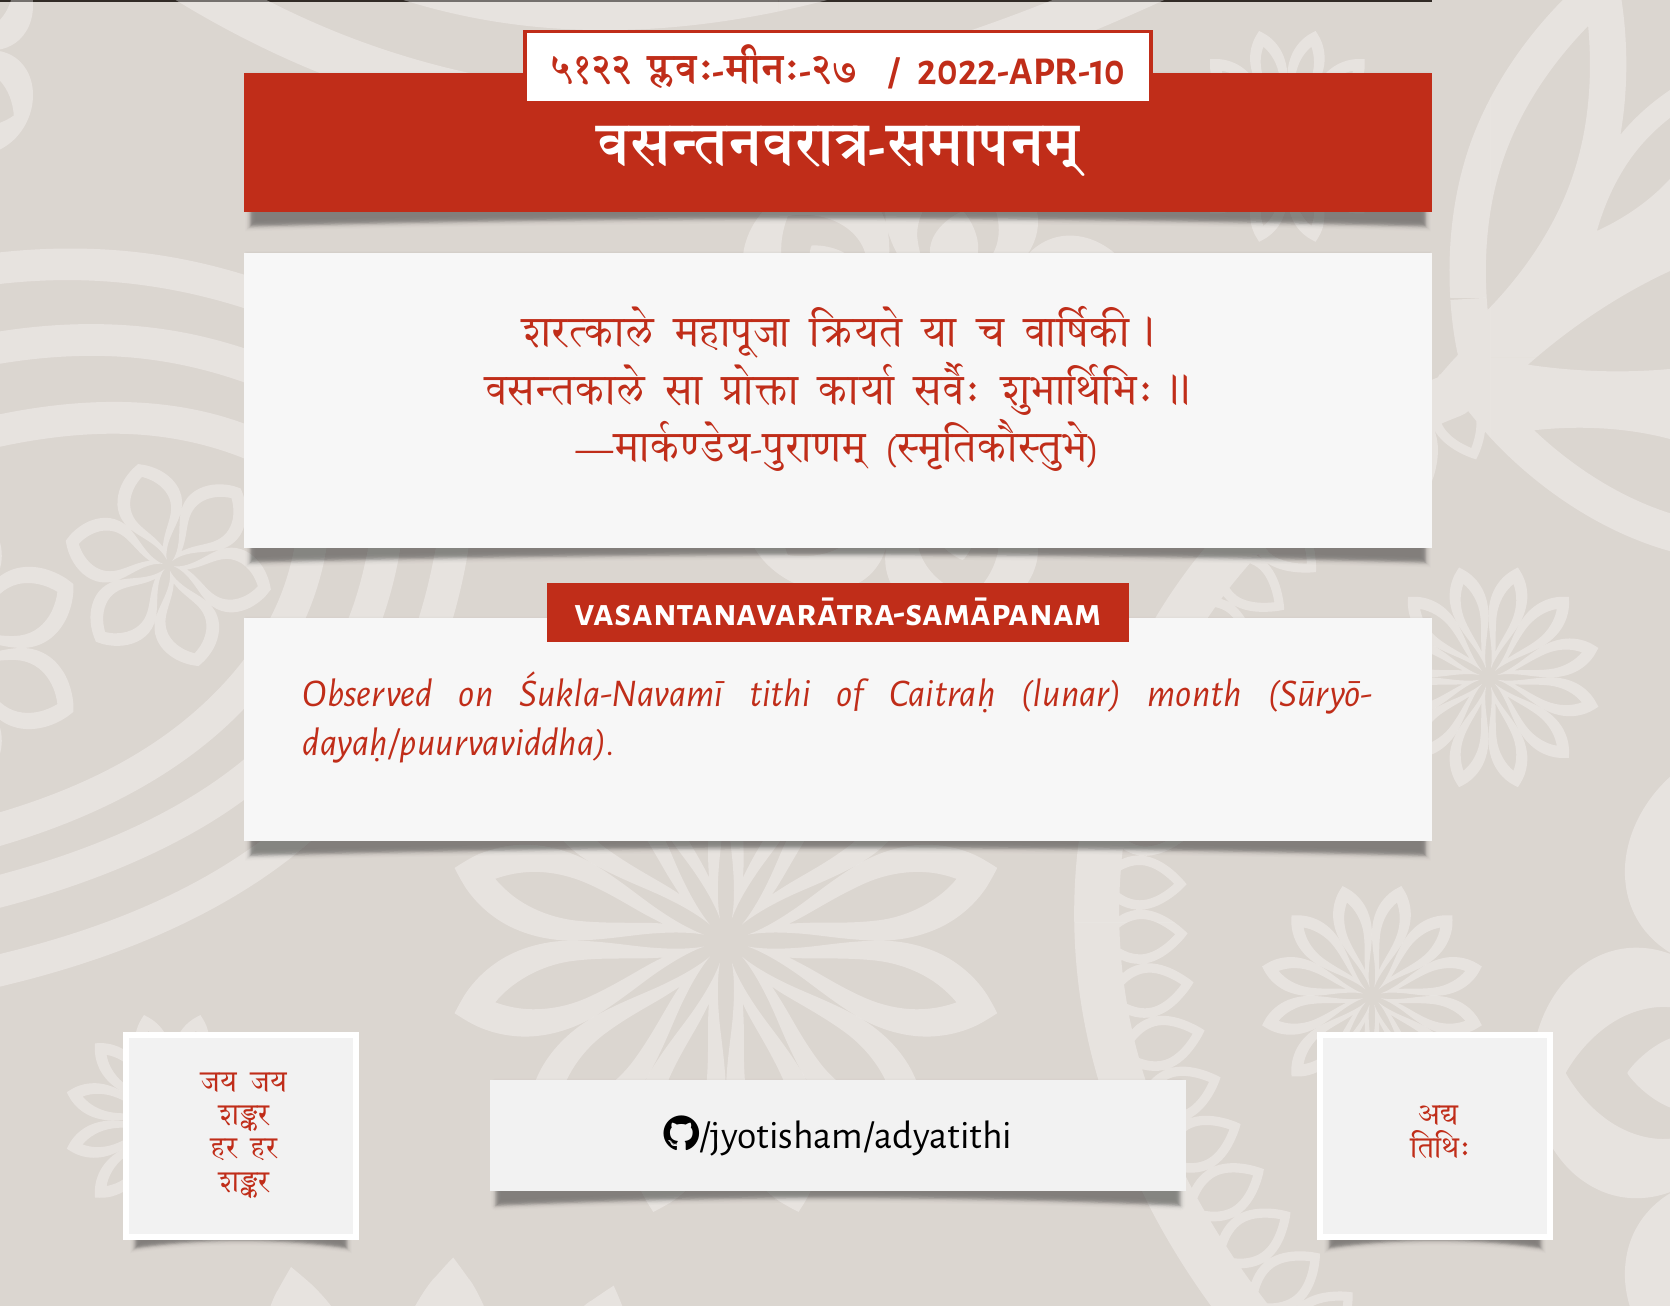 ५१२२ प्लवः-मीनः-२७ / 2022-APR-10
वसन्तनवरात्र-समापनम्
शरत्काले महापूजा क्रियते या च वार्षिकी।
वसन्तकाले सा प्रोक्ता कार्या सर्वैः शुभार्थिभिः॥
—मार्कण्डेय-पुराणम् (स्मृतिकौस्तुभे)
VASANTANAVARĀTRA-SAMĀPANAM
Observed on Śukla-Navamī tithi of Caitraḥ (lunar) month (Sūryō-
dayaḥ/puurvaviddha).
जय जय
शङ्कर
हर हर
शङ्कर
/jyotisham/adyatithi
अद्य
तिथिः